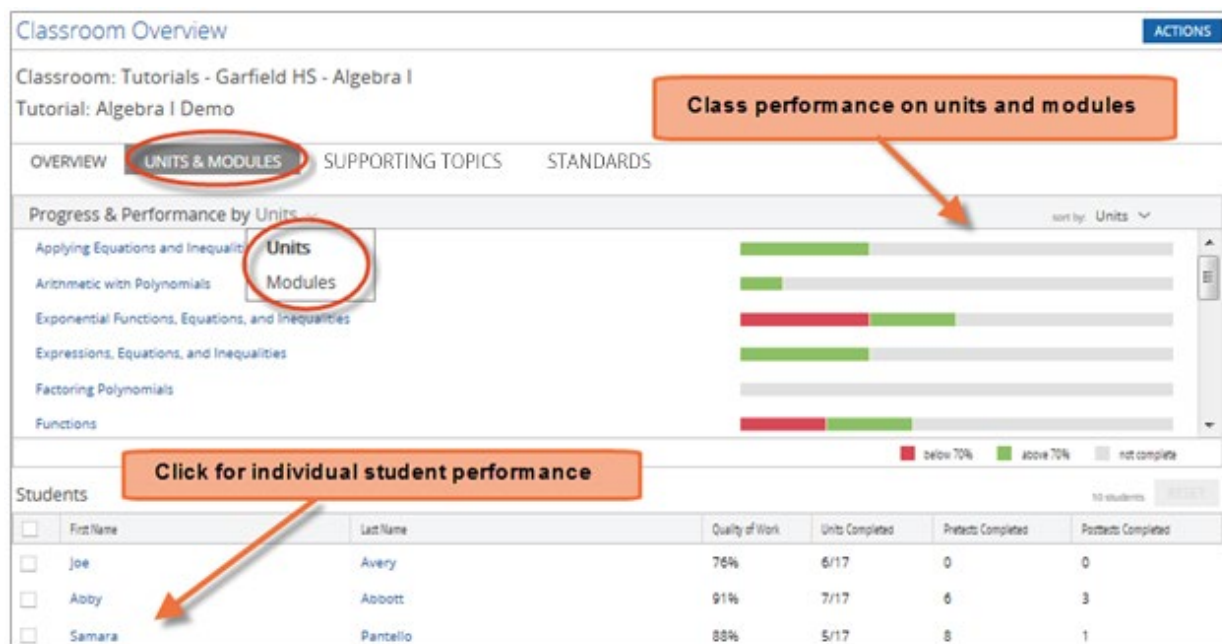 Classroom Overview
ACTIONS
Classroom: Tutorials - Garfield HS - Algebra I
Tutorial: Algebra I Demo
Class performance on units and modules
OVERVIEW UNITS & MODULES SUPPORTING TOPICS STANDARDS
Progress & Performance by Units
sort by: Units
Units
Modules
Applying Equations and Inequaliti
Arithmetic with Polynomials
Exponential Functions, Equations, and Inequalities
Expressions, Equations, and Inequalities
Factoring Polynomials
Functions
below 70% above 70% not complete
Click for individual student performance
Students
10 students RESET
First Name Last Name Quality of Work Units Completed Pretests Completed Posttests Completed
Joe Avery 76% 6/17 0 0
Abby Abbott 91% 7/17 6 3
Samara Pantello 88% 5/17 8 1